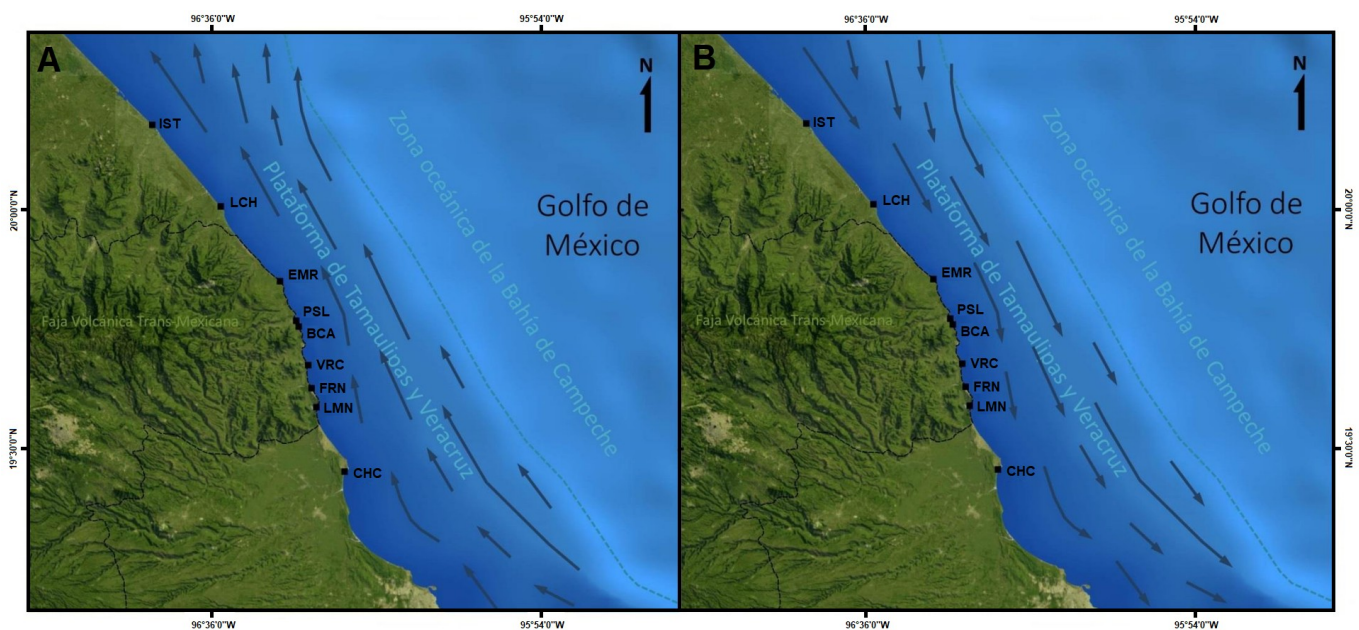 96°36'0"W
95°54'0"W
96°36'0"W
95°54'0"W
A
N
IST
LCH
EMR
PSL
BCA
VRC
FRN
LMN
CHC
Plataforma de Tamaulipas y Veracruz
Zona oceánica de la Bahía de Campeche
Golfo de
México
Faja Volcánica Trans-Mexicana
20°00'0"N
19°30'0"N
B
N
IST
LCH
EMR
PSL
BCA
VRC
FRN
LMN
CHC
Plataforma de Tamaulipas y Veracruz
Zona oceánica de la Bahía de Campeche
Golfo de
México
Faja Volcánica Trans-Mexicana
20°00'0"N
19°30'0"N
96°36'0"W
95°54'0"W
96°36'0"W
95°54'0"W